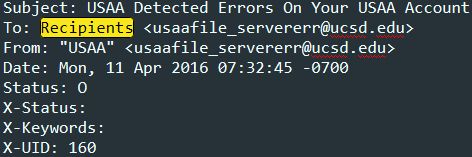 Subject: USAA Detected Errors On Your USAA Account
To: Recipients <usaafile_servererr@ucsd.edu>
From: "USAA" <usaafile_servererr@ucsd.edu>
Date: Mon, 11 Apr 2016 07:32:45 -0700
Status: O
X-Status:
X-Keywords:
X-UID: 160